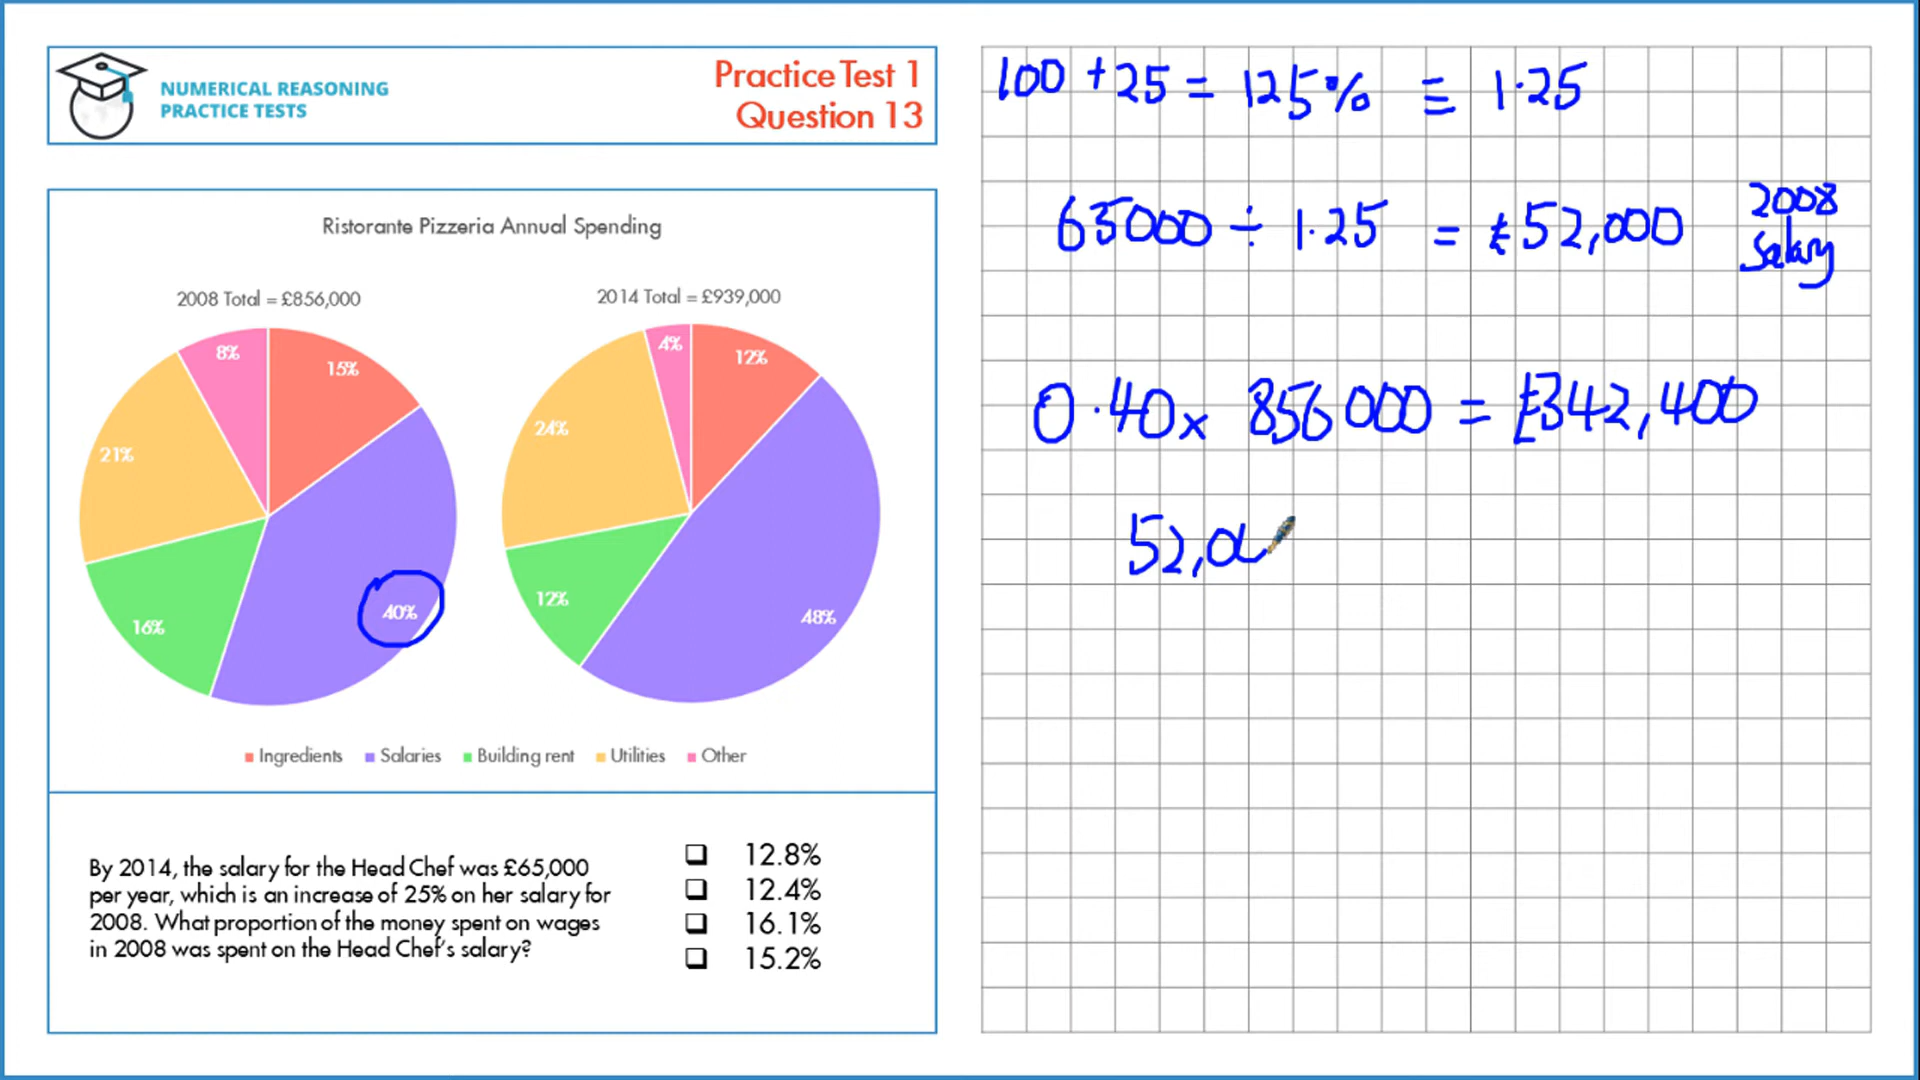 NUMERICAL REASONING
PRACTICE TESTS
Practice Test 1
Question 13
Ristorante Pizzeria Annual Spending
2008 Total = £856,000
2014 Total = £939,000
8%
15%
21%
40%
16%
4%
12%
24%
12%
48%
Ingredients Salaries Building rent Utilities Other
By 2014, the salary for the Head Chef was £65,000
per year, which is an increase of 25% on her salary for
2008. What proportion of the money spent on wages
in 2008 was spent on the Head Chef's salary?
12.8%
12.4%
16.1%
15.2%
100 + 25 = 125% ≡ 1.25
65000 ÷ 1.25 = £52,000
2008
Salary
0.40 x 856000 = £342,400
52,00